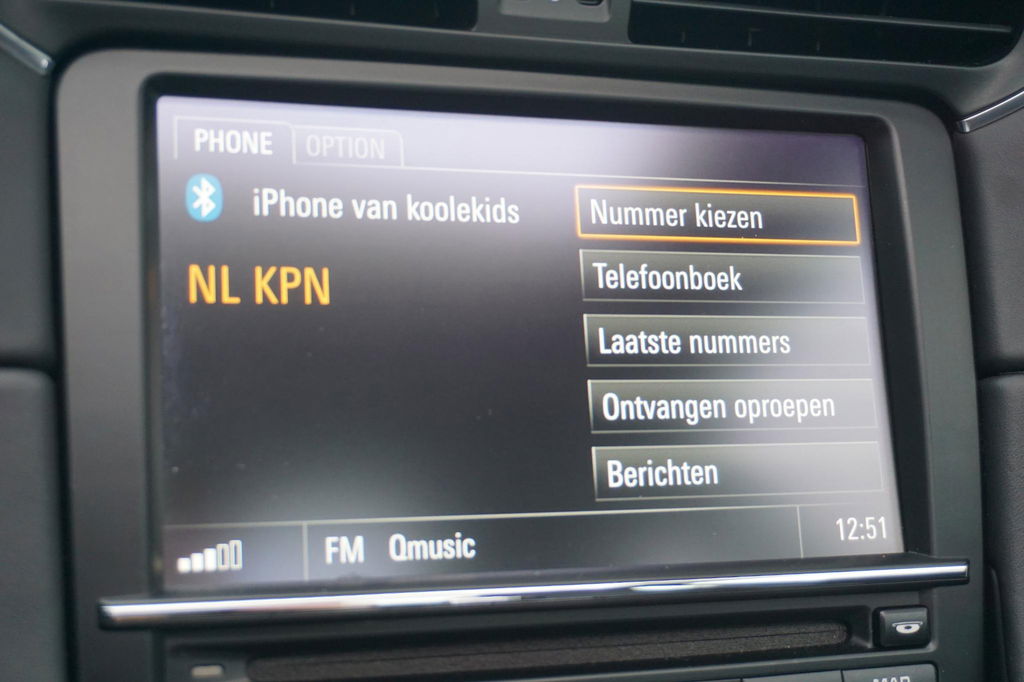 PHONE OPTION
iPhone van koolekids
NL KPN
Nummer kiezen
Telefoonboek
Laatste nummers
Ontvangen oproepen
Berichten
FM Qmusic 12:51
MAP